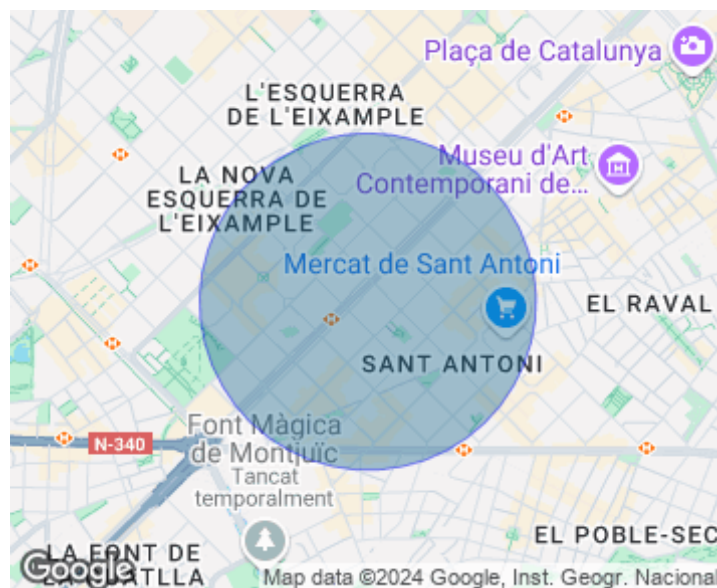 Plaça de Catalunya
L'ESQUERRA
DE L'EIXAMPLE
Museu d'Art
Contemporani de...
LA NOVA
ESQUERRA DE
L'EIXAMPLE
Mercat de Sant Antoni
EL RAVAL
SANT ANTONI
Font Màgica
de Montjuïc
Tancat
temporalment
N-340
EL POBLE-SEC
LA FONT DE
LA GUATLLA
Google
Map data ©2024 Google, Inst. Geogr. Nacional